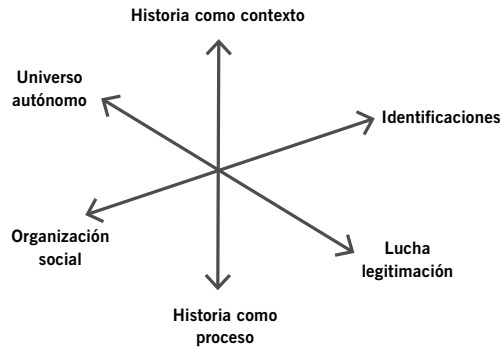 Historia como contexto
Universo
autónomo
Identificaciones
Organización
social
Lucha
legitimación
Historia como
proceso